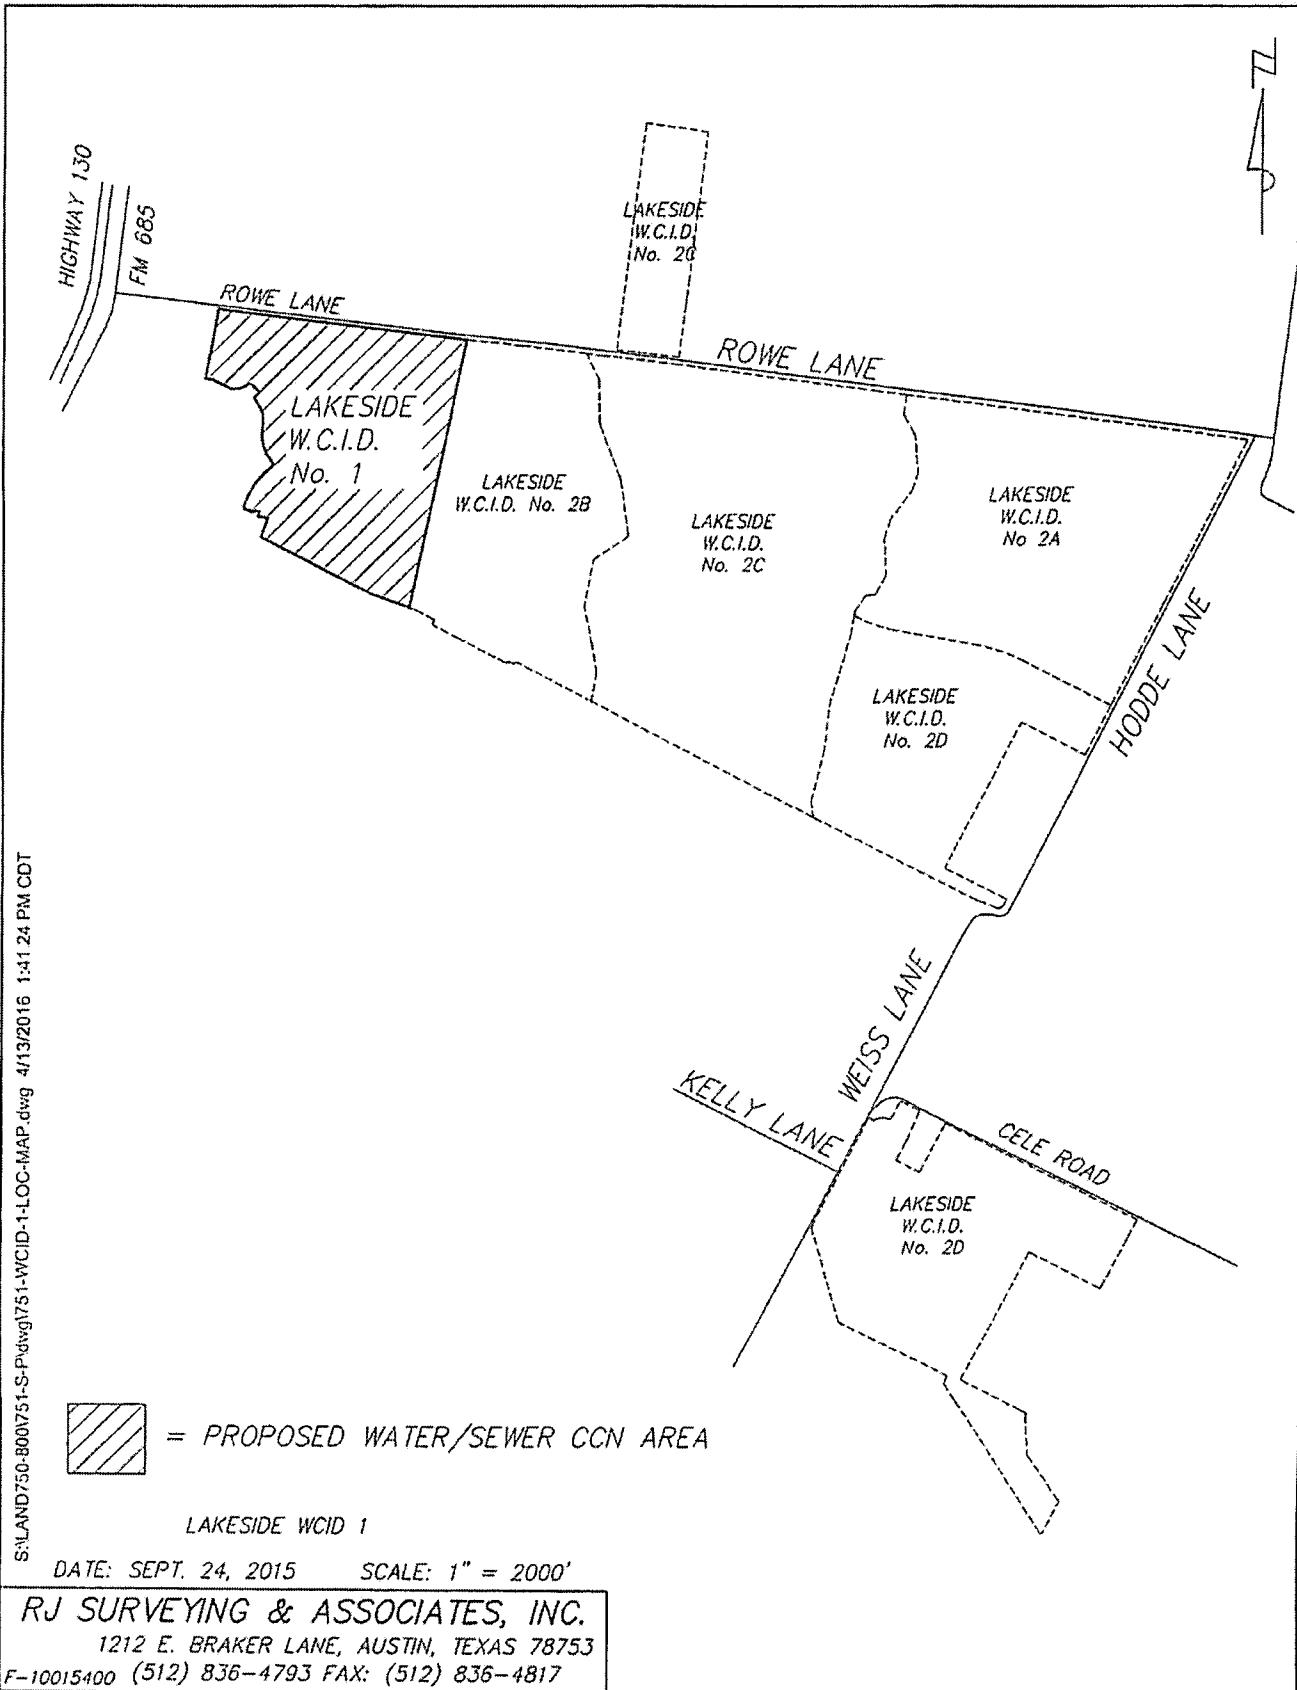 HIGHWAY 130
FM 685
LAKESIDE
W.C.I.D.
No. 2C
ROWE LANE
ROWE LANE
LAKESIDE
W.C.I.D.
No. 1
LAKESIDE
W.C.I.D. No. 2B
LAKESIDE
W.C.I.D.
No. 2C
LAKESIDE
W.C.I.D.
No 2A
HODDE LANE
LAKESIDE
W.C.I.D.
No. 2D
WEISS LANE
KELLY LANE
CELE ROAD
LAKESIDE
W.C.I.D.
No. 2D
S:\LAND750-800\751-S-P\dwg\751-WCID-1-LOC-MAP.dwg 4/13/2016 1:41:24 PM CDT
= PROPOSED WATER/SEWER CCN AREA
LAKESIDE WCID 1
DATE: SEPT. 24, 2015 SCALE: 1" = 2000'
RJ SURVEYING & ASSOCIATES, INC.
1212 E. BRAKER LANE, AUSTIN, TEXAS 78753
F-10015400 (512) 836-4793 FAX: (512) 836-4817